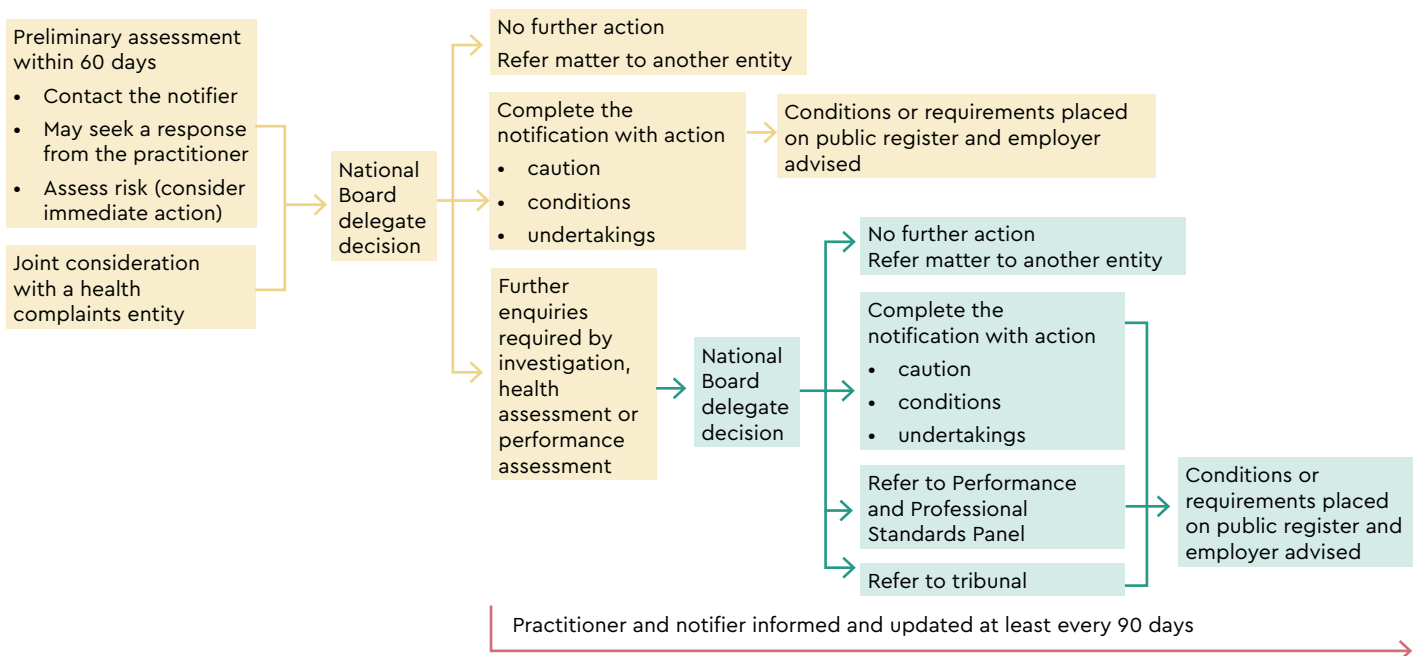 Preliminary assessment
within 60 days
• Contact the notifier
• May seek a response
from the practitioner
• Assess risk (consider
immediate action)
Joint consideration
with a health
complaints entity
National
Board
delegate
decision
No further action
Refer matter to another entity
Complete the
notification with action
• caution
• conditions
• undertakings
Conditions or requirements placed
on public register and employer
advised
Further
enquiries
required by
investigation,
health
assessment or
performance
assessment
National
Board
delegate
decision
No further action
Refer matter to another entity
Complete the
notification with action
• caution
• conditions
• undertakings
Refer to Performance
and Professional
Standards Panel
Refer to tribunal
Conditions or
requirements placed
on public register and
employer advised
Practitioner and notifier informed and updated at least every 90 days